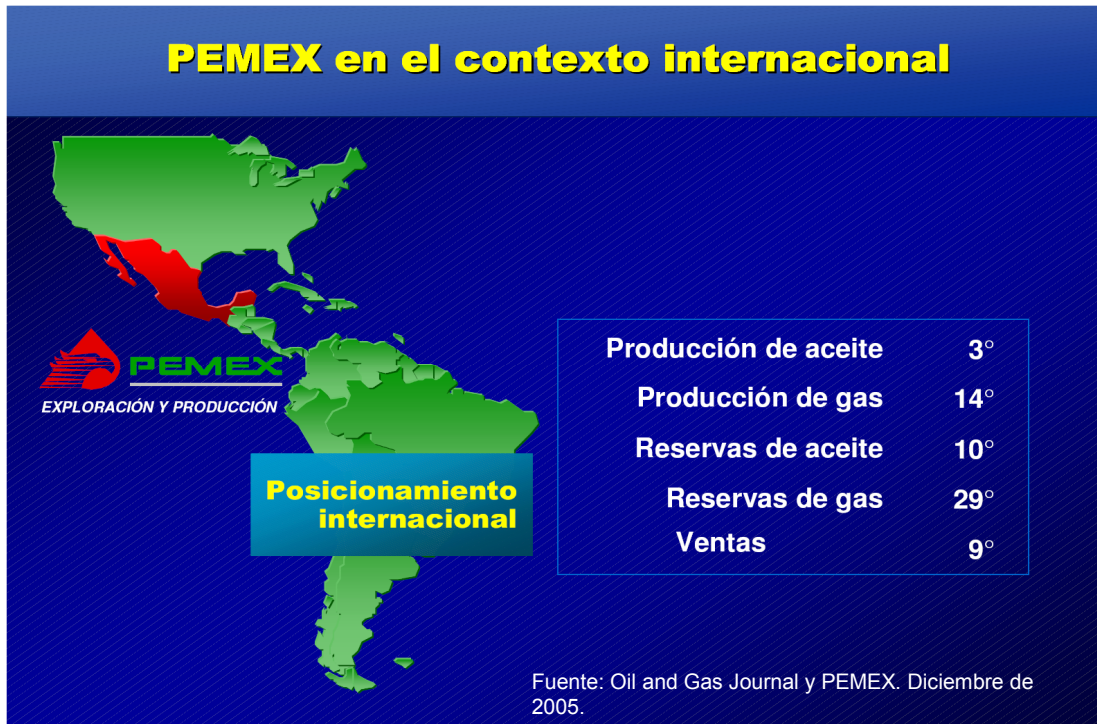 PEMEX en el contexto internacional
PEMEX
EXPLORACIÓN Y PRODUCCIÓN
Posicionamiento
internacional
Producción de aceite 3°
Producción de gas 14°
Reservas de aceite 10°
Reservas de gas 29°
Ventas 9°
Fuente: Oil and Gas Journal y PEMEX. Diciembre de
2005.